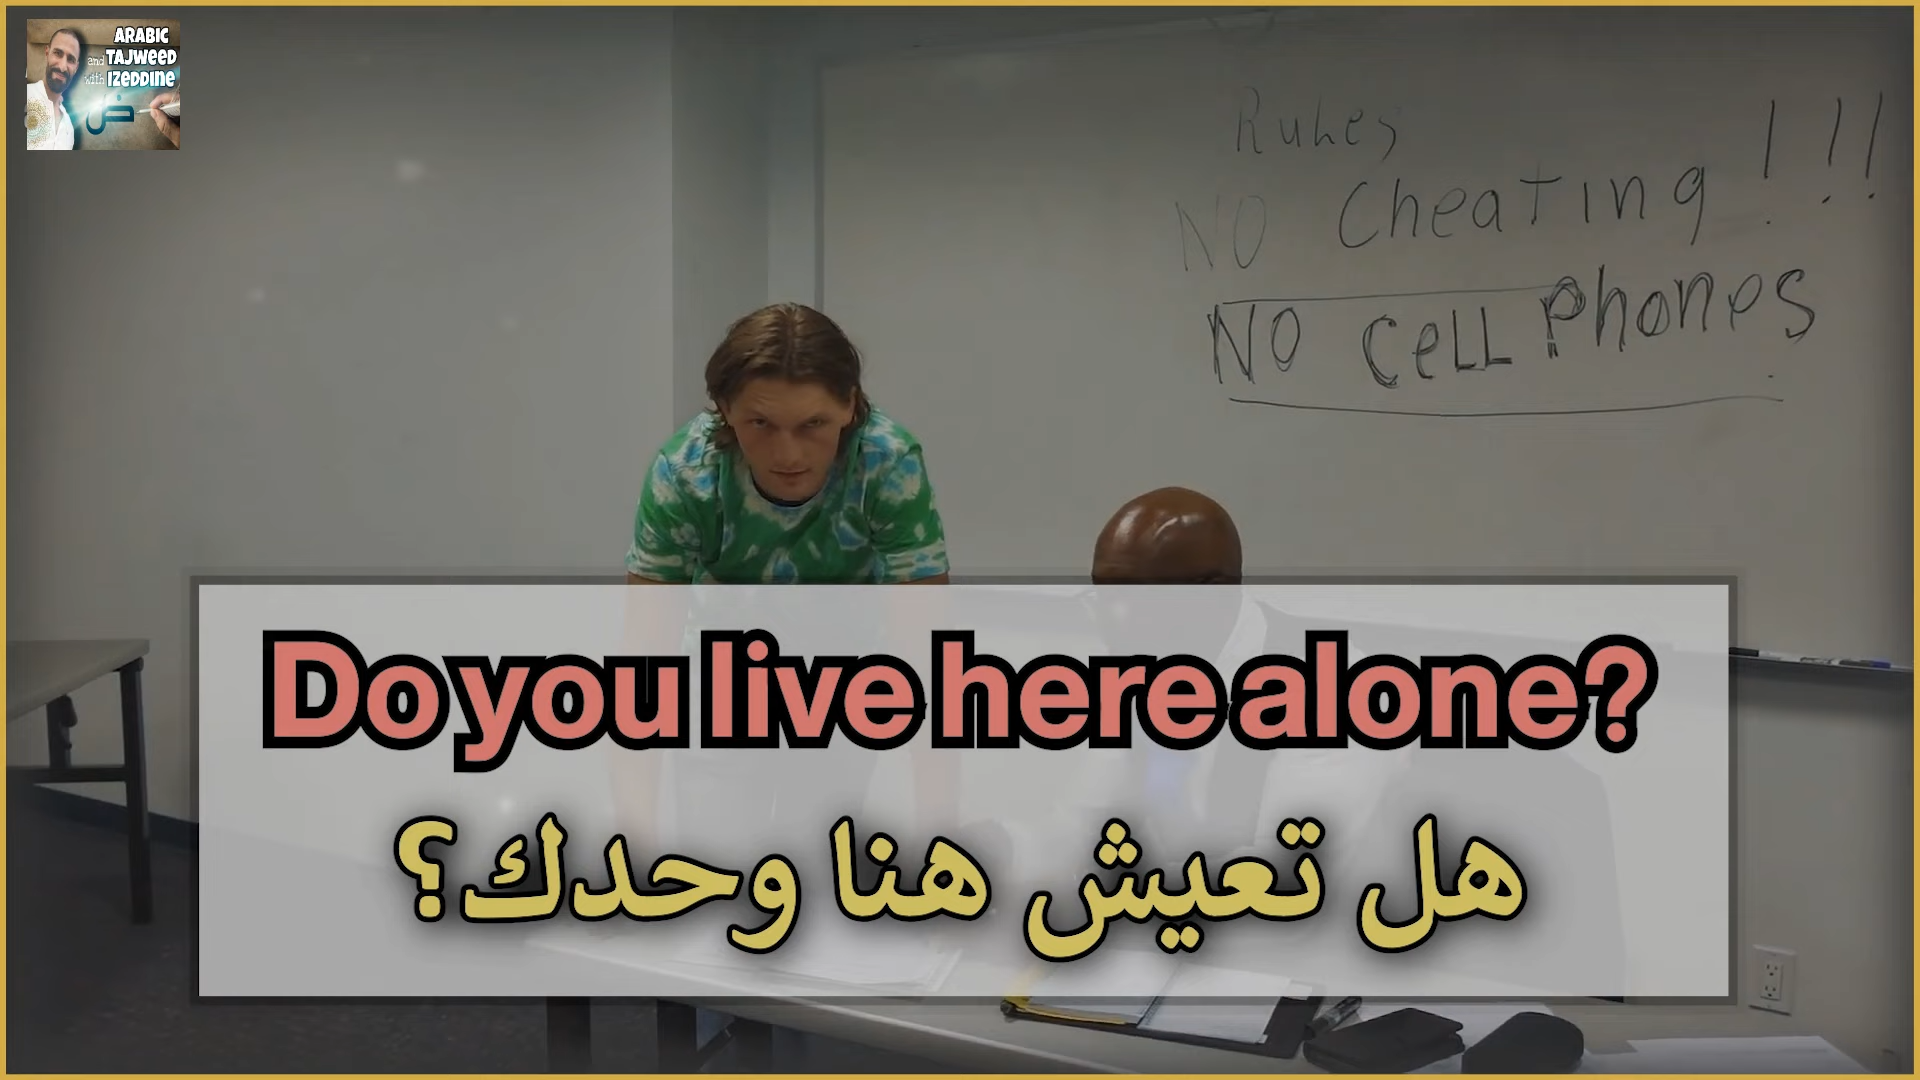 ARABIC
and TAJWEED
with IZEDDINE
ض
Rules
NO Cheating!!!
NO Cell Phones
Do you live here alone?
هل تعيش هنا وحدك؟